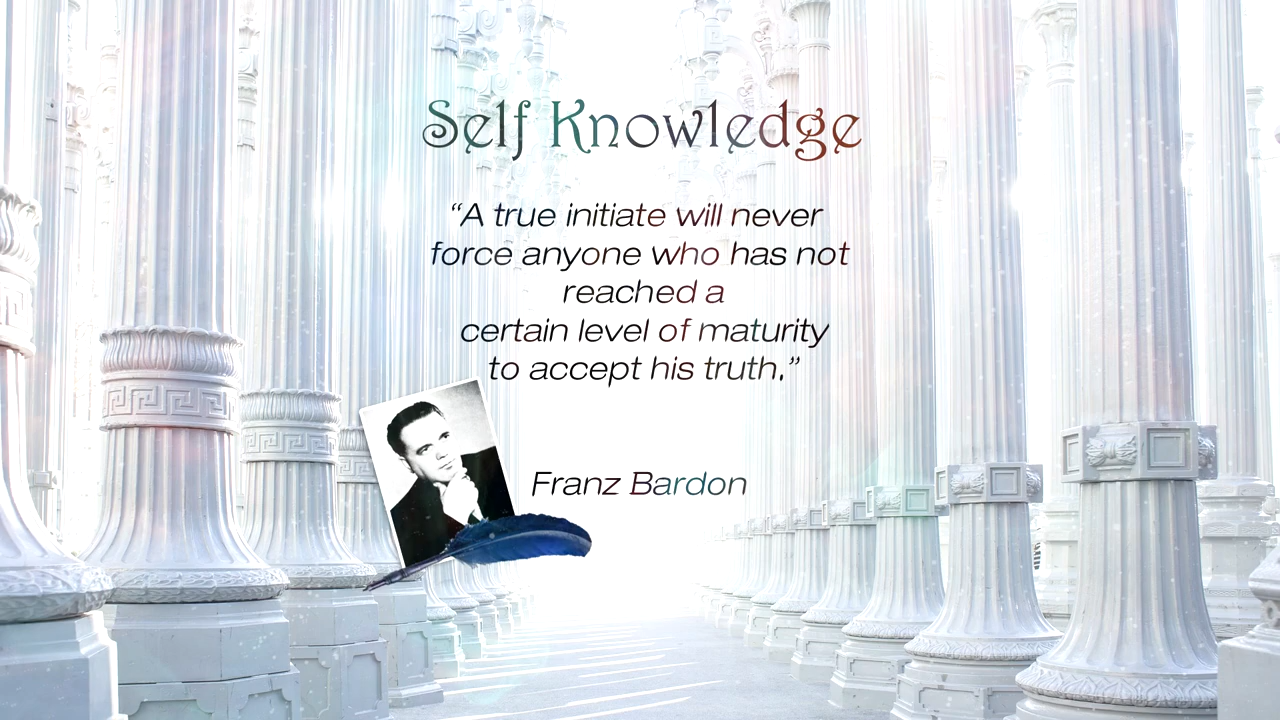 Self Knowledge
“A true initiate will never
force anyone who has not
reached a
certain level of maturity
to accept his truth.”
Franz Bardon